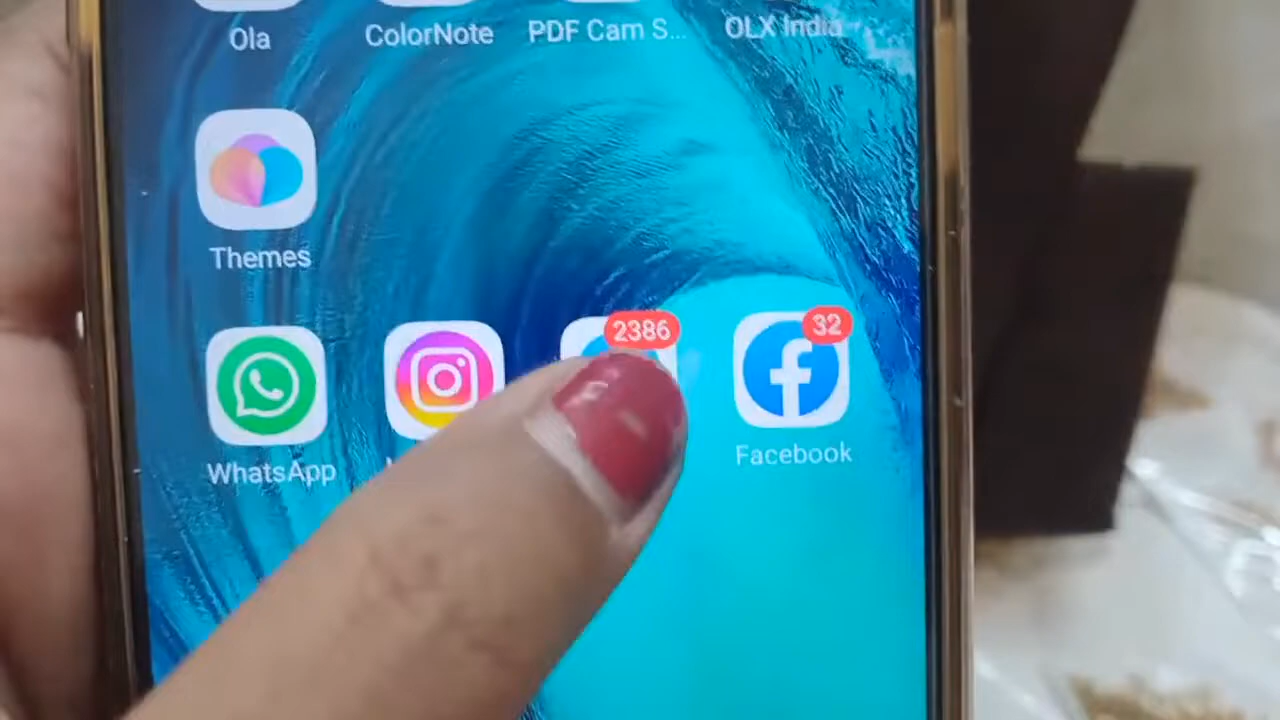 Ola
ColorNote
PDF Cam S...
OLX India
Themes
2386
32
WhatsApp
Facebook